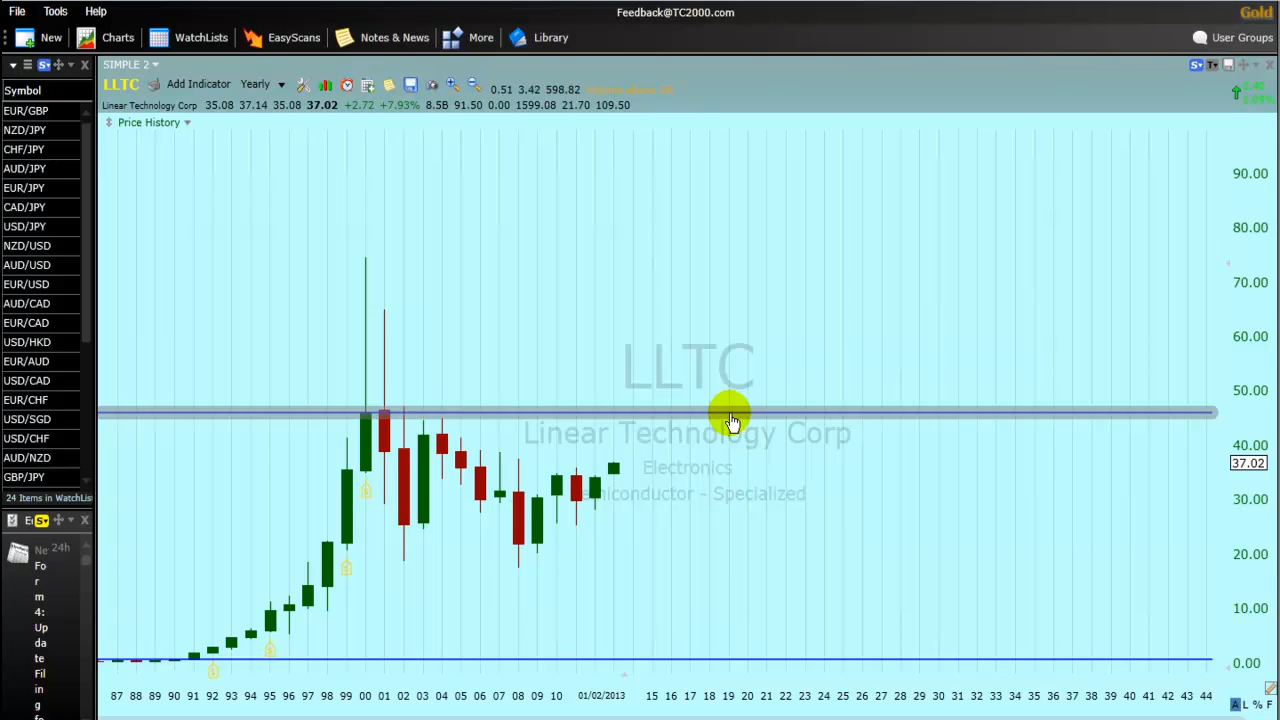 File Tools Help Feedback@TC2000.com Gold
New Charts WatchLists EasyScans Notes & News More Library User Groups
SIMPLE 2
LLTC Add Indicator Yearly 0.51 3.42 598.82
Linear Technology Corp 35.08 37.14 35.08 37.02 +2.72 +7.93% 8.5B 91.50 0.00 1599.08 21.70 109.50
Price History
Symbol
EUR/GBP
NZD/JPY
CHF/JPY
AUD/JPY
EUR/JPY
CAD/JPY
USD/JPY
NZD/USD
AUD/USD
EUR/USD
AUD/CAD
EUR/CAD
USD/HKD
EUR/AUD
USD/CAD
EUR/CHF
USD/SGD
USD/CHF
AUD/NZD
GBP/JPY
24 Items in WatchLis
Ne 24h
Fo
r
m
4:
Up
da
te
Fil
in
g
LLTC
Linear Technology Corp
Electronics
Semiconductor - Specialized
90.00
80.00
70.00
60.00
50.00
40.00
37.02
30.00
20.00
10.00
0.00
87 88 89 90 91 92 93 94 95 96 97 98 99 00 01 02 03 04 05 06 07 08 09 10 01/02/2013 15 16 17 18 19 20 21 22 23 24 25 26 27 28 29 30 31 32 33 34 35 36 37 38 39 40 41 42 43 44
A L % F